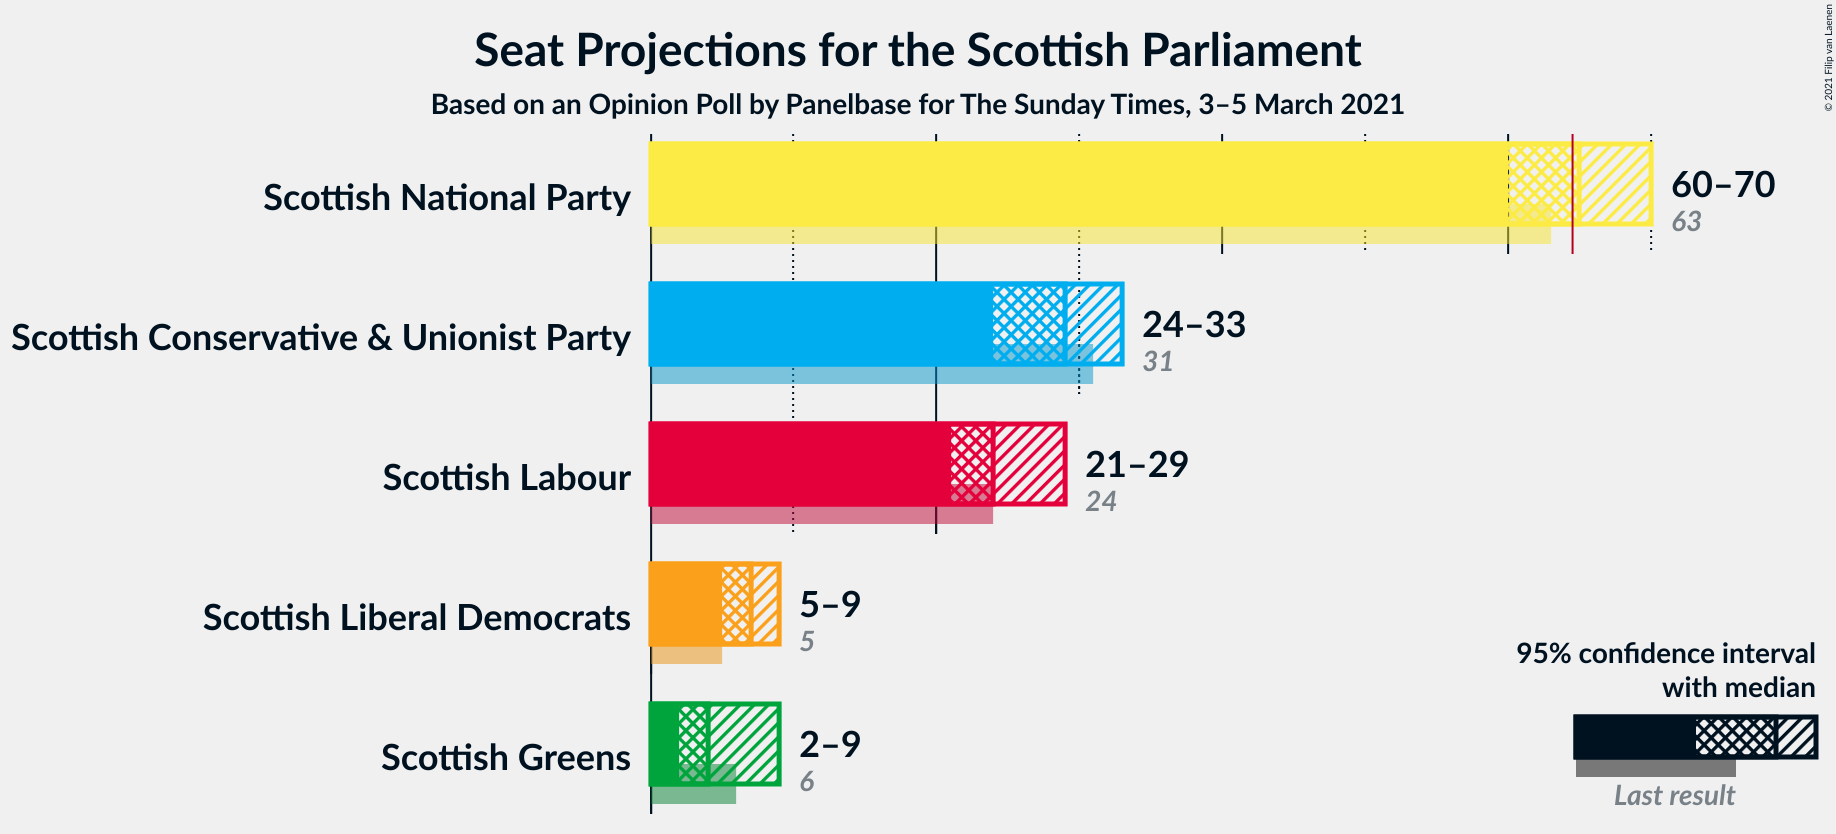 Seat Projections for the Scottish Parliament
Based on an Opinion Poll by Panelbase for The Sunday Times, 3–5 March 2021
© 2021 Filip van Laenen
Scottish National Party
60–70
63
Scottish Conservative & Unionist Party
24–33
31
Scottish Labour
21–29
24
Scottish Liberal Democrats
5–9
5
Scottish Greens
2–9
6
95% confidence interval
with median
Last result